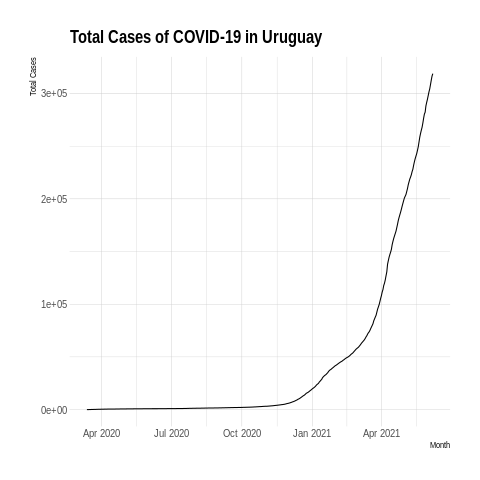 Total Cases of COVID-19 in Uruguay
Total Cases
3e+05
2e+05
1e+05
0e+00
Apr 2020 Jul 2020 Oct 2020 Jan 2021 Apr 2021
Month